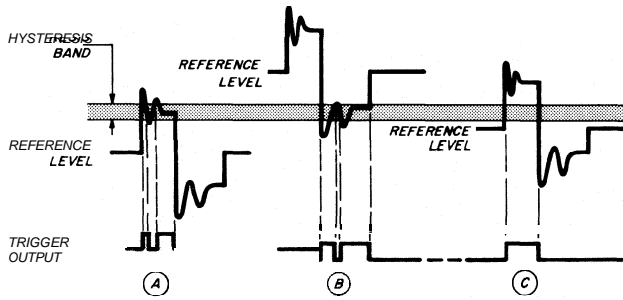 HYSTERESIS
BAND
REFERENCE
LEVEL
REFERENCE
LEVEL
REFERENCE
LEVEL
TRIGGER
OUTPUT
A
B
C